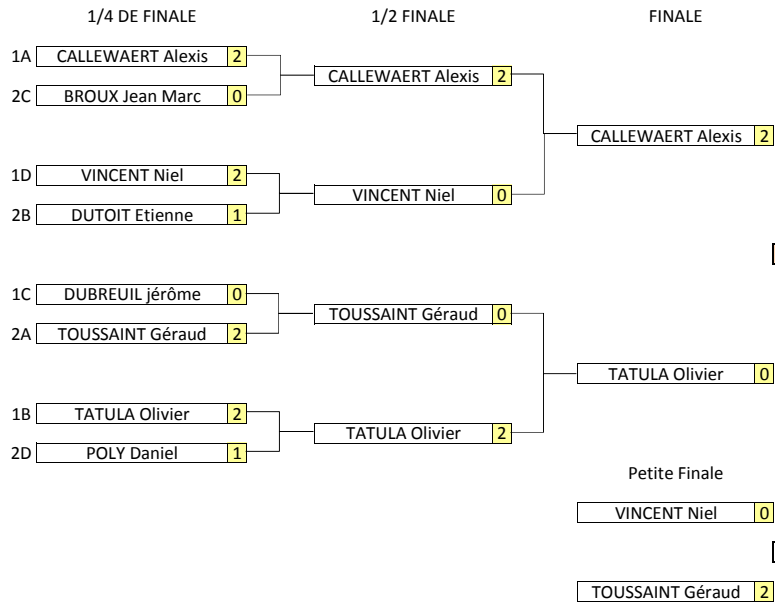 1/4 DE FINALE 1/2 FINALE FINALE
1A CALLEWAERT Alexis 2
CALLEWAERT Alexis 2
2C BROUX Jean Marc 0
CALLEWAERT Alexis 2
1D VINCENT Niel 2
VINCENT Niel 0
2B DUTOIT Etienne 1
1C DUBREUIL jérôme 0
TOUSSAINT Géraud 0
2A TOUSSAINT Géraud 2
TATULA Olivier 0
1B TATULA Olivier 2
TATULA Olivier 2
2D POLY Daniel 1
Petite Finale
VINCENT Niel 0
TOUSSAINT Géraud 2